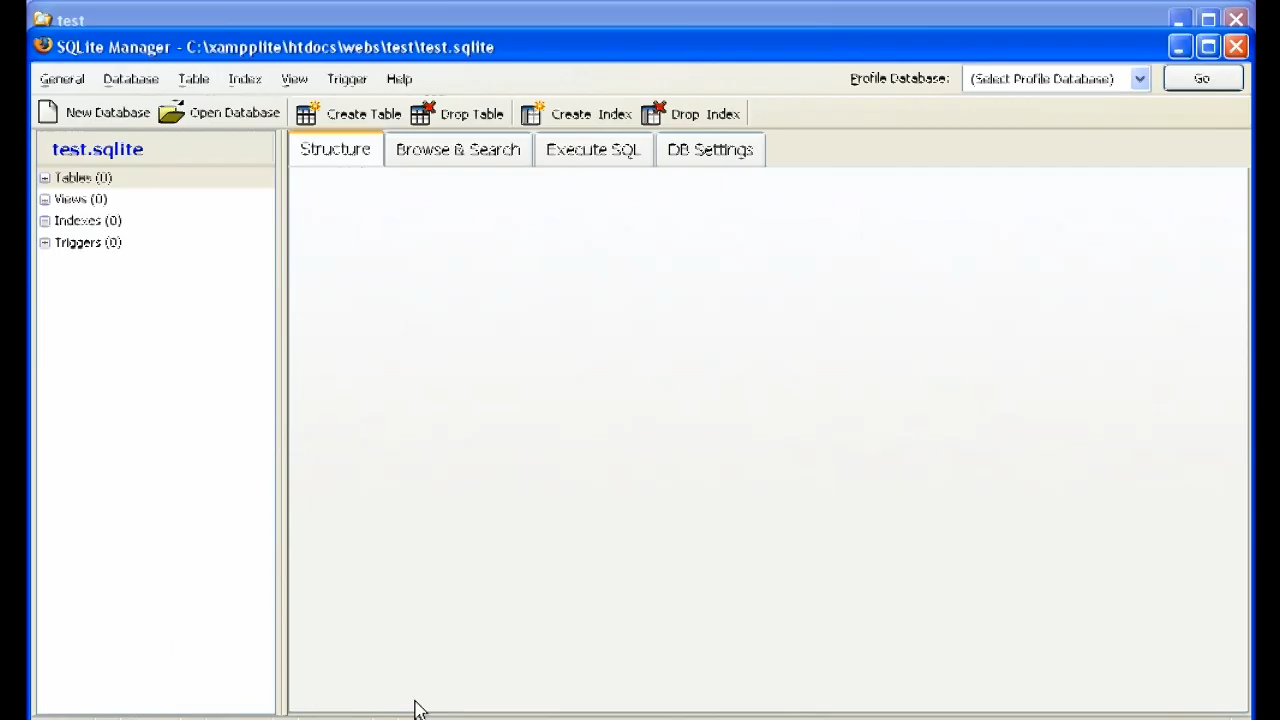 test
SQLite Manager - C:\xampplite\htdocs\webs\test\test.sqlite
General Database Table Index View Trigger Help Profile Database: (Select Profile Database) Go
New Database Open Database Create Table Drop Table Create Index Drop Index
test.sqlite Structure Browse & Search Execute SQL DB Settings
Tables (0)
Views (0)
Indexes (0)
Triggers (0)